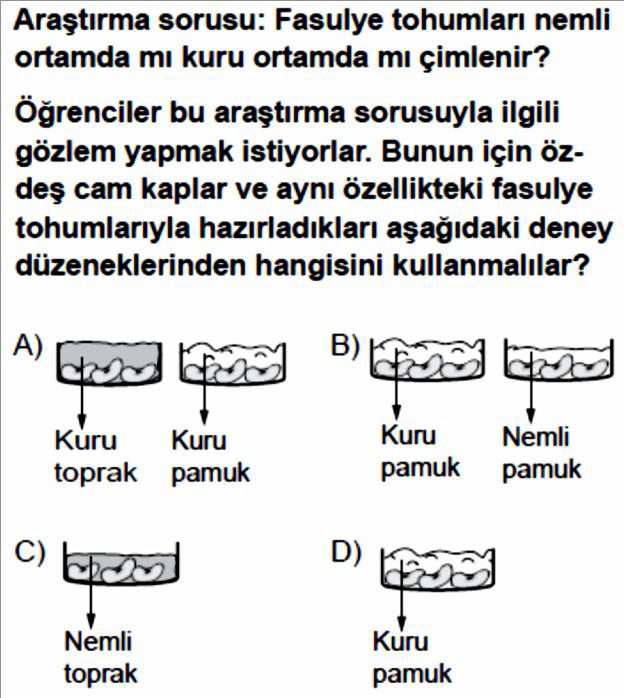 Araştırma sorusu: Fasulye tohumları nemli
ortamda mı kuru ortamda mı çimlenir?
Öğrenciler bu araştırma sorusuyla ilgili
gözlem yapmak istiyorlar. Bunun için öz-
deş cam kaplar ve aynı özellikteki fasulye
tohumlarıyla hazırladıkları aşağıdaki deney
düzeneklerinden hangisini kullanmalılar?
A)
Kuru
toprak
Kuru
pamuk
B)
Kuru
pamuk
Nemli
pamuk
C)
Nemli
toprak
D)
Kuru
pamuk